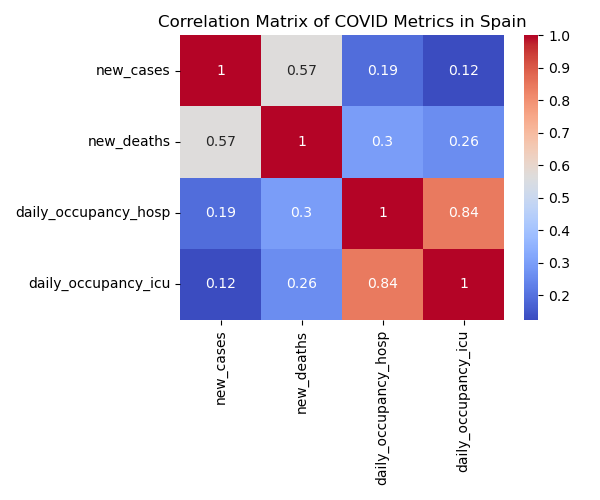 Correlation Matrix of COVID Metrics in Spain
new_cases 1 0.57 0.19 0.12
new_deaths 0.57 1 0.3 0.26
daily_occupancy_hosp 0.19 0.3 1 0.84
daily_occupancy_icu 0.12 0.26 0.84 1
new_cases
new_deaths
daily_occupancy_hosp
daily_occupancy_icu
1.0
0.9
0.8
0.7
0.6
0.5
0.4
0.3
0.2